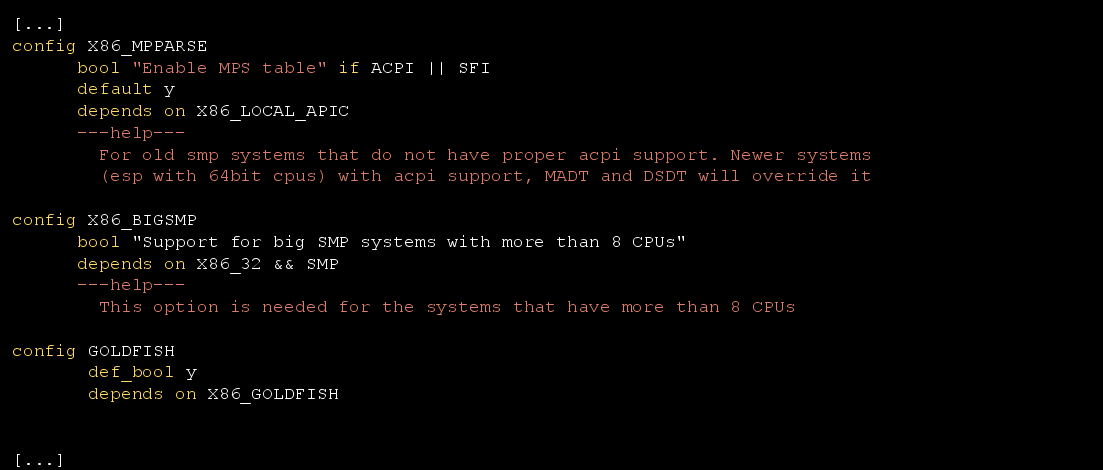 [...]
config X86_MPPARSE
bool "Enable MPS table" if ACPI || SFI
default y
depends on X86_LOCAL_APIC
---help---
For old smp systems that do not have proper acpi support. Newer systems
(esp with 64bit cpus) with acpi support, MADT and DSDT will override it
config X86_BIGSMP
bool "Support for big SMP systems with more than 8 CPUs"
depends on X86_32 && SMP
---help---
This option is needed for the systems that have more than 8 CPUs
config GOLDFISH
def_bool y
depends on X86_GOLDFISH
[...]